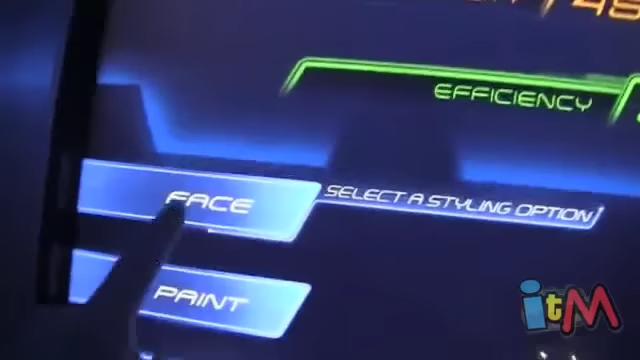 EFFICIENCY
FACE
SELECT A STYLING OPTION
PAINT
itM